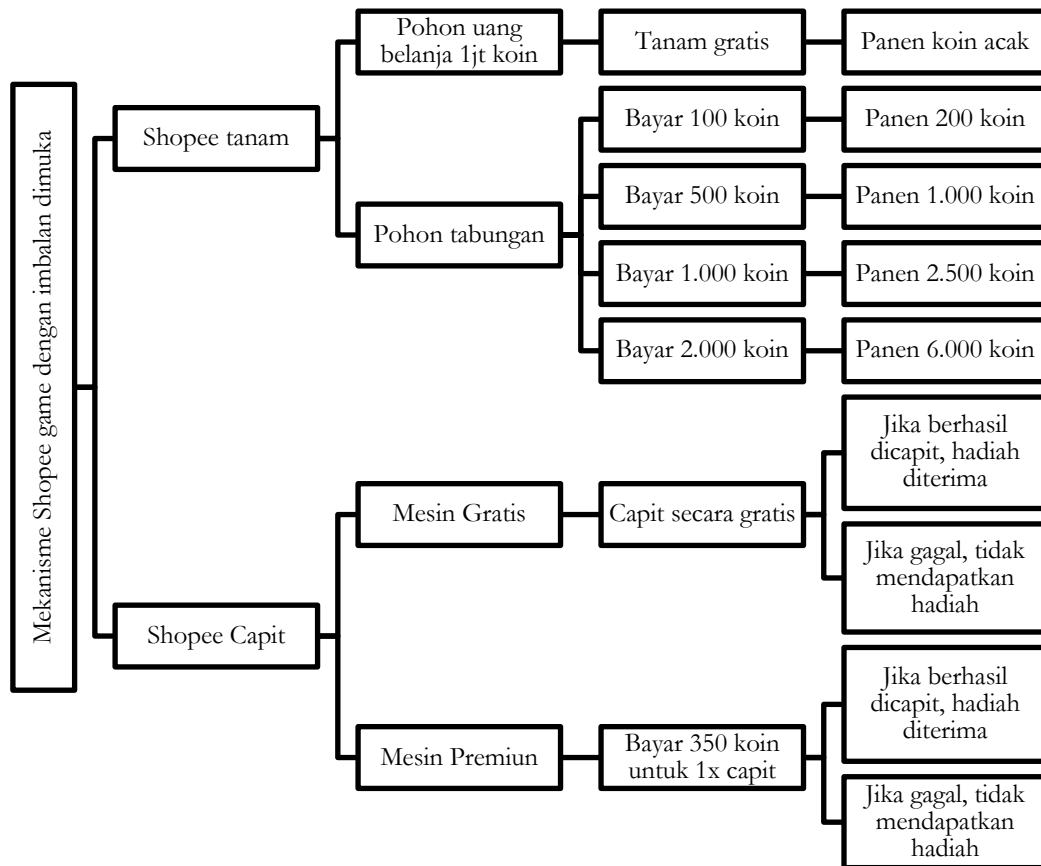 Mekanisme Shopee game dengan imbalan dimuka
Shopee tanam
Pohon uang
belanja 1jt koin
Tanam gratis
Panen koin acak
Pohon tabungan
Bayar 100 koin
Panen 200 koin
Bayar 500 koin
Panen 1.000 koin
Bayar 1.000 koin
Panen 2.500 koin
Bayar 2.000 koin
Panen 6.000 koin
Shopee Capit
Mesin Gratis
Capit secara gratis
Jika berhasil
dicapit, hadiah
diterima
Jika gagal, tidak
mendapatkan
hadiah
Mesin Premiun
Bayar 350 koin
untuk 1x capit
Jika berhasil
dicapit, hadiah
diterima
Jika gagal, tidak
mendapatkan
hadiah